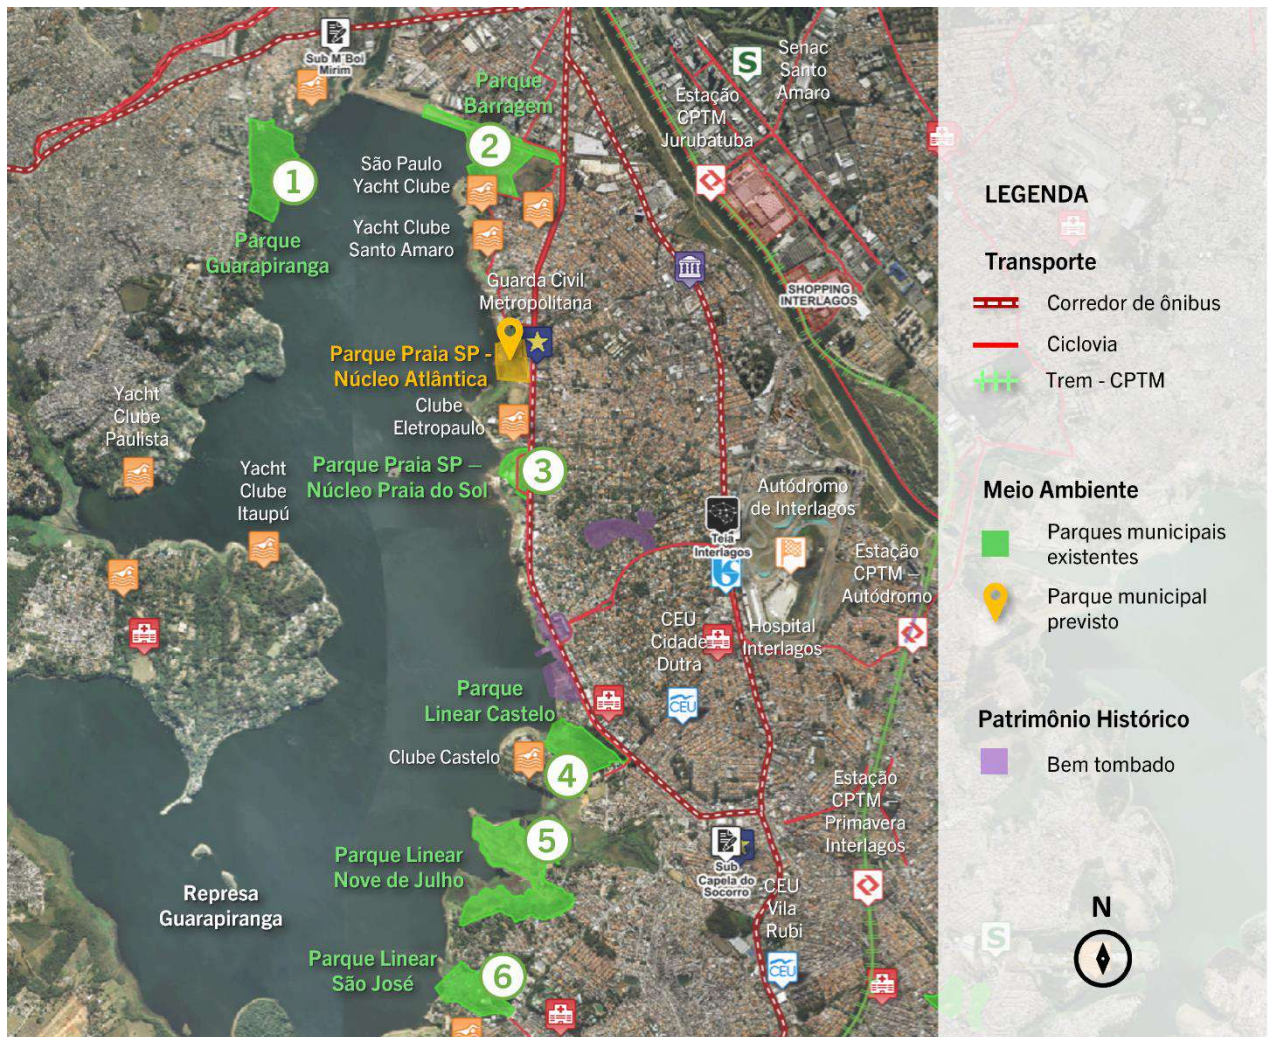 Sub M'Boi
Mirim
Parque
Barragem
Senac
Santo
Amaro
Estação
CPTM -
Jurubatuba
S
1
2
São Paulo
Yacht Clube
Yacht Clube
Santo Amaro
Parque
Guarapiranga
Guarda Civil
Metropolitana
SHOPPING
INTERLAGOS
Parque Praia SP -
Núcleo Atlântica
Clube
Eletropaulo
Yacht
Clube
Paulista
Parque Praia SP –
Núcleo Praia do Sol
3
Yacht
Clube
Itaupú
Autódromo
de Interlagos
Teia
Interlagos
Estação
CPTM –
Autódromo
CEU
Cidade
Dutra
Hospital
Interlagos
CEU
Parque
Linear Castelo
Clube Castelo
4
Estação
CPTM –
Primavera
Interlagos
5
Parque Linear
Nove de Julho
Sub
Capela do
Socorro
CEU
Vila
Rubi
CEU
Represa
Guarapiranga
Parque Linear
São José
6
LEGENDA
Transporte
Corredor de ônibus
Ciclovia
Trem - CPTM
Meio Ambiente
Parques municipais
existentes
Parque municipal
previsto
Patrimônio Histórico
Bem tombado
N
S